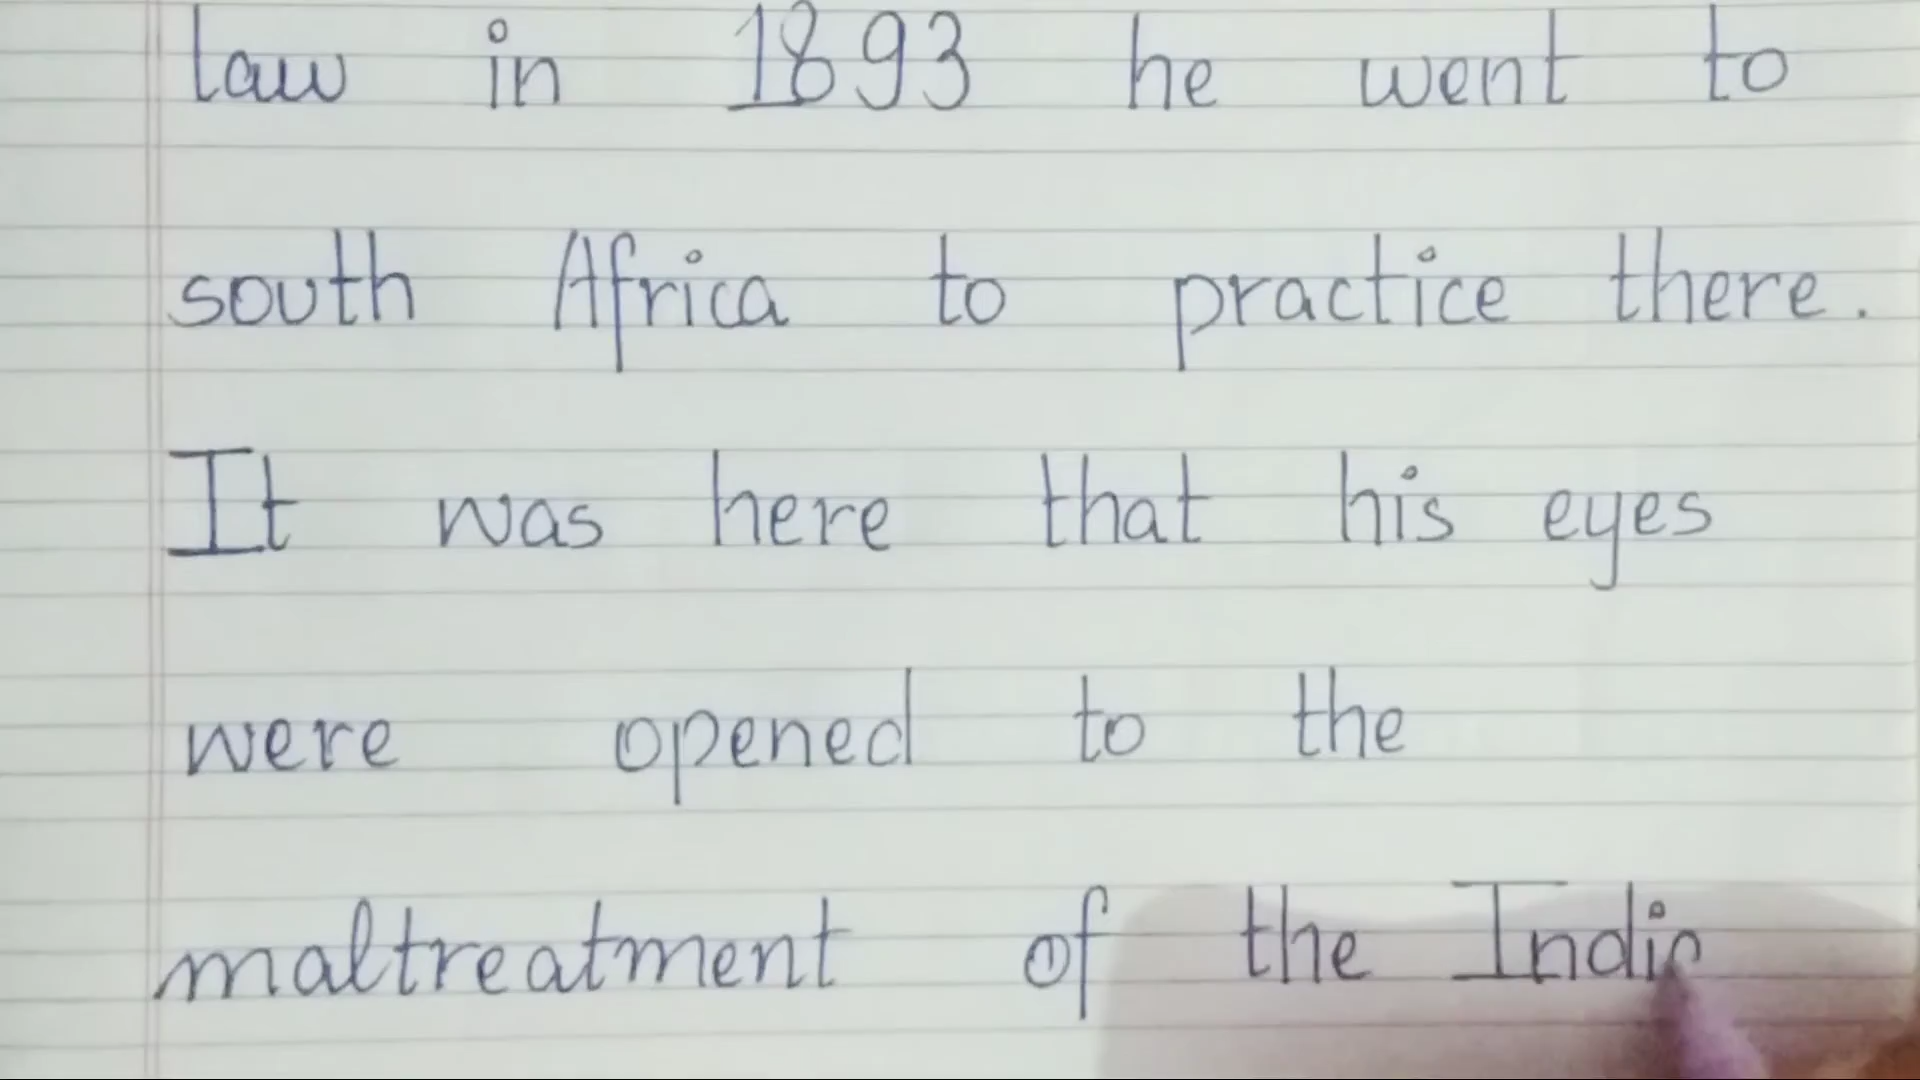 law in 1893 he went to
south Africa to practice there.
It was here that his eyes
were opened to the
maltreatment of the